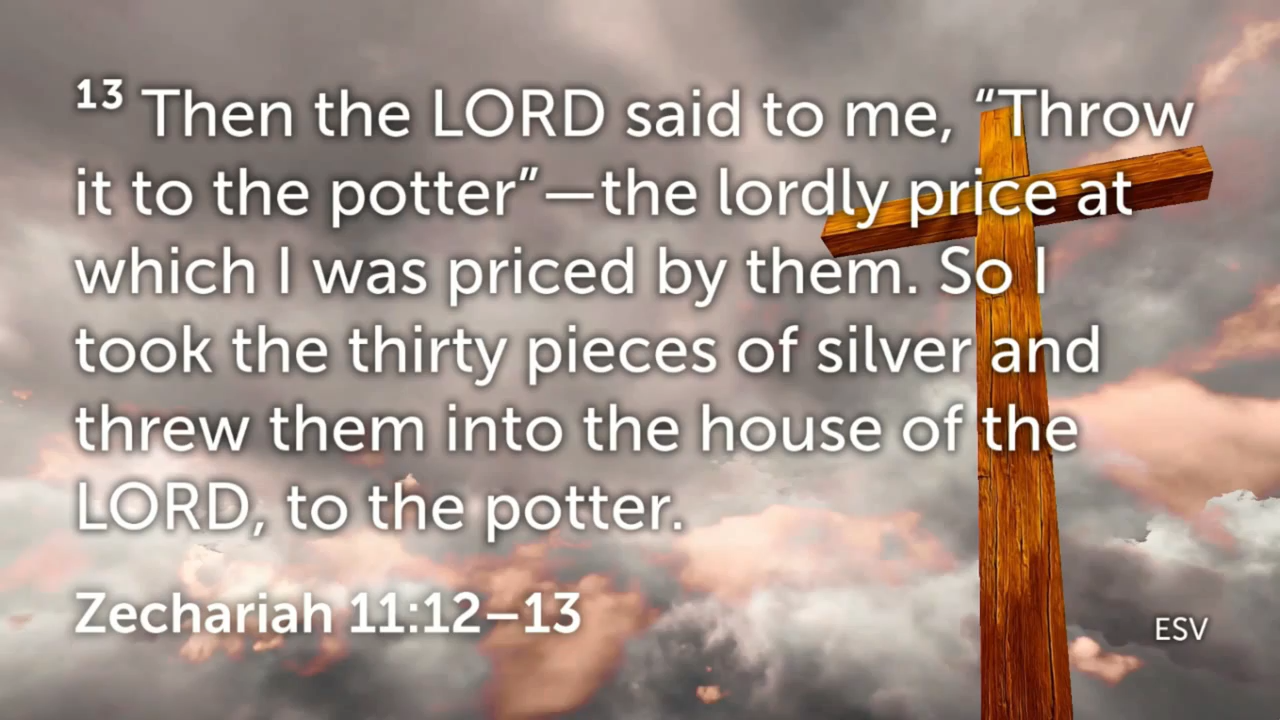 13 Then the LORD said to me, “Throw
it to the potter”—the lordly price at
which I was priced by them. So I
took the thirty pieces of silver and
threw them into the house of the
LORD, to the potter.
Zechariah 11:12–13
ESV